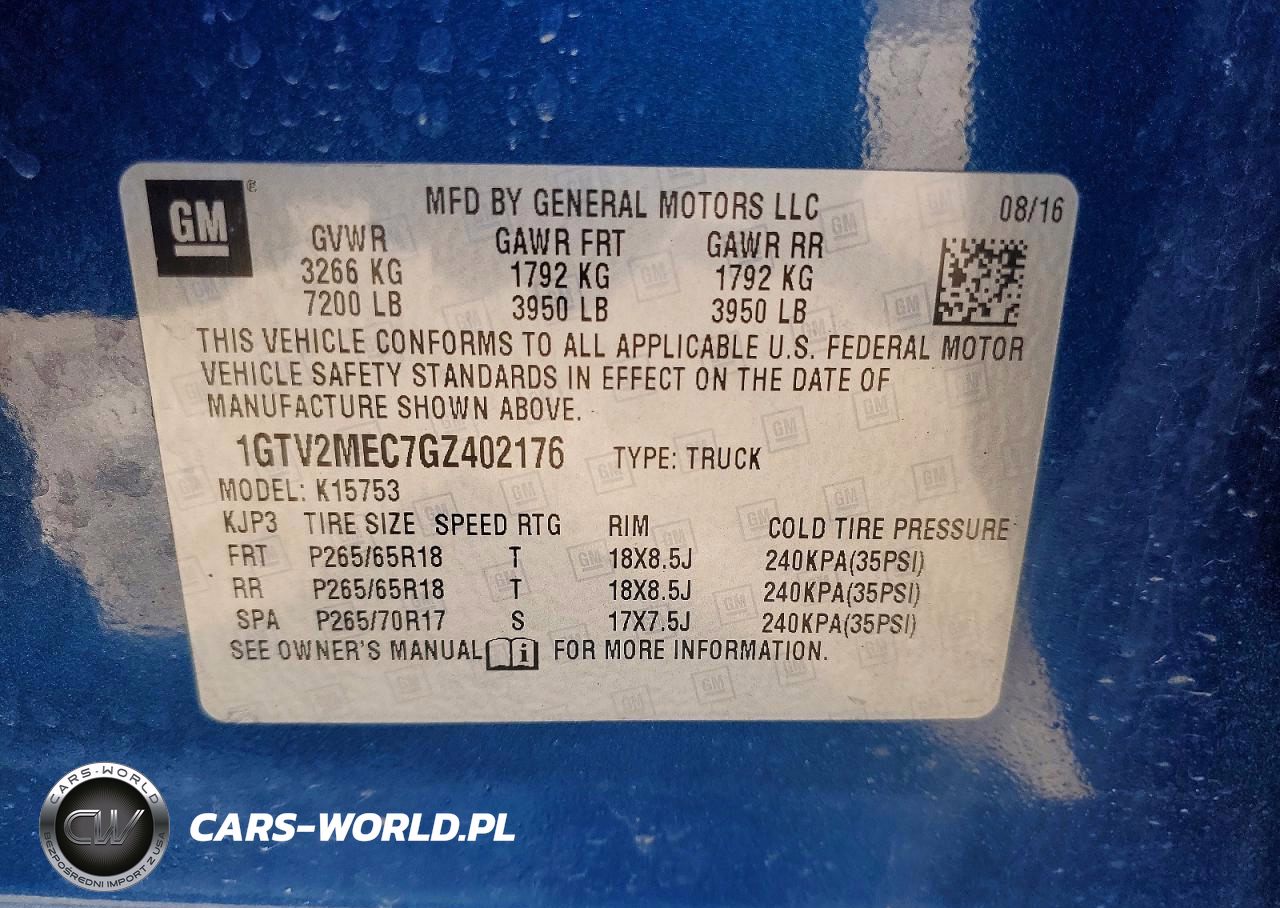 GM ®
MFD BY GENERAL MOTORS LLC 08/16
GVWR GAWR FRT GAWR RR
3266 KG 1792 KG 1792 KG
7200 LB 3950 LB 3950 LB
THIS VEHICLE CONFORMS TO ALL APPLICABLE U.S. FEDERAL MOTOR
VEHICLE SAFETY STANDARDS IN EFFECT ON THE DATE OF
MANUFACTURE SHOWN ABOVE.
1GTV2MEC7GZ402176 TYPE: TRUCK
MODEL: K15753
KJP3 TIRE SIZE SPEED RTG RIM COLD TIRE PRESSURE
FRT P265/65R18 T 18X8.5J 240KPA(35PSI)
RR P265/65R18 T 18X8.5J 240KPA(35PSI)
SPA P265/70R17 S 17X7.5J 240KPA(35PSI)
SEE OWNER'S MANUAL i FOR MORE INFORMATION.
CARS-WORLD
CW
BEZPOŚREDNI IMPORT Z USA
CARS-WORLD.PL